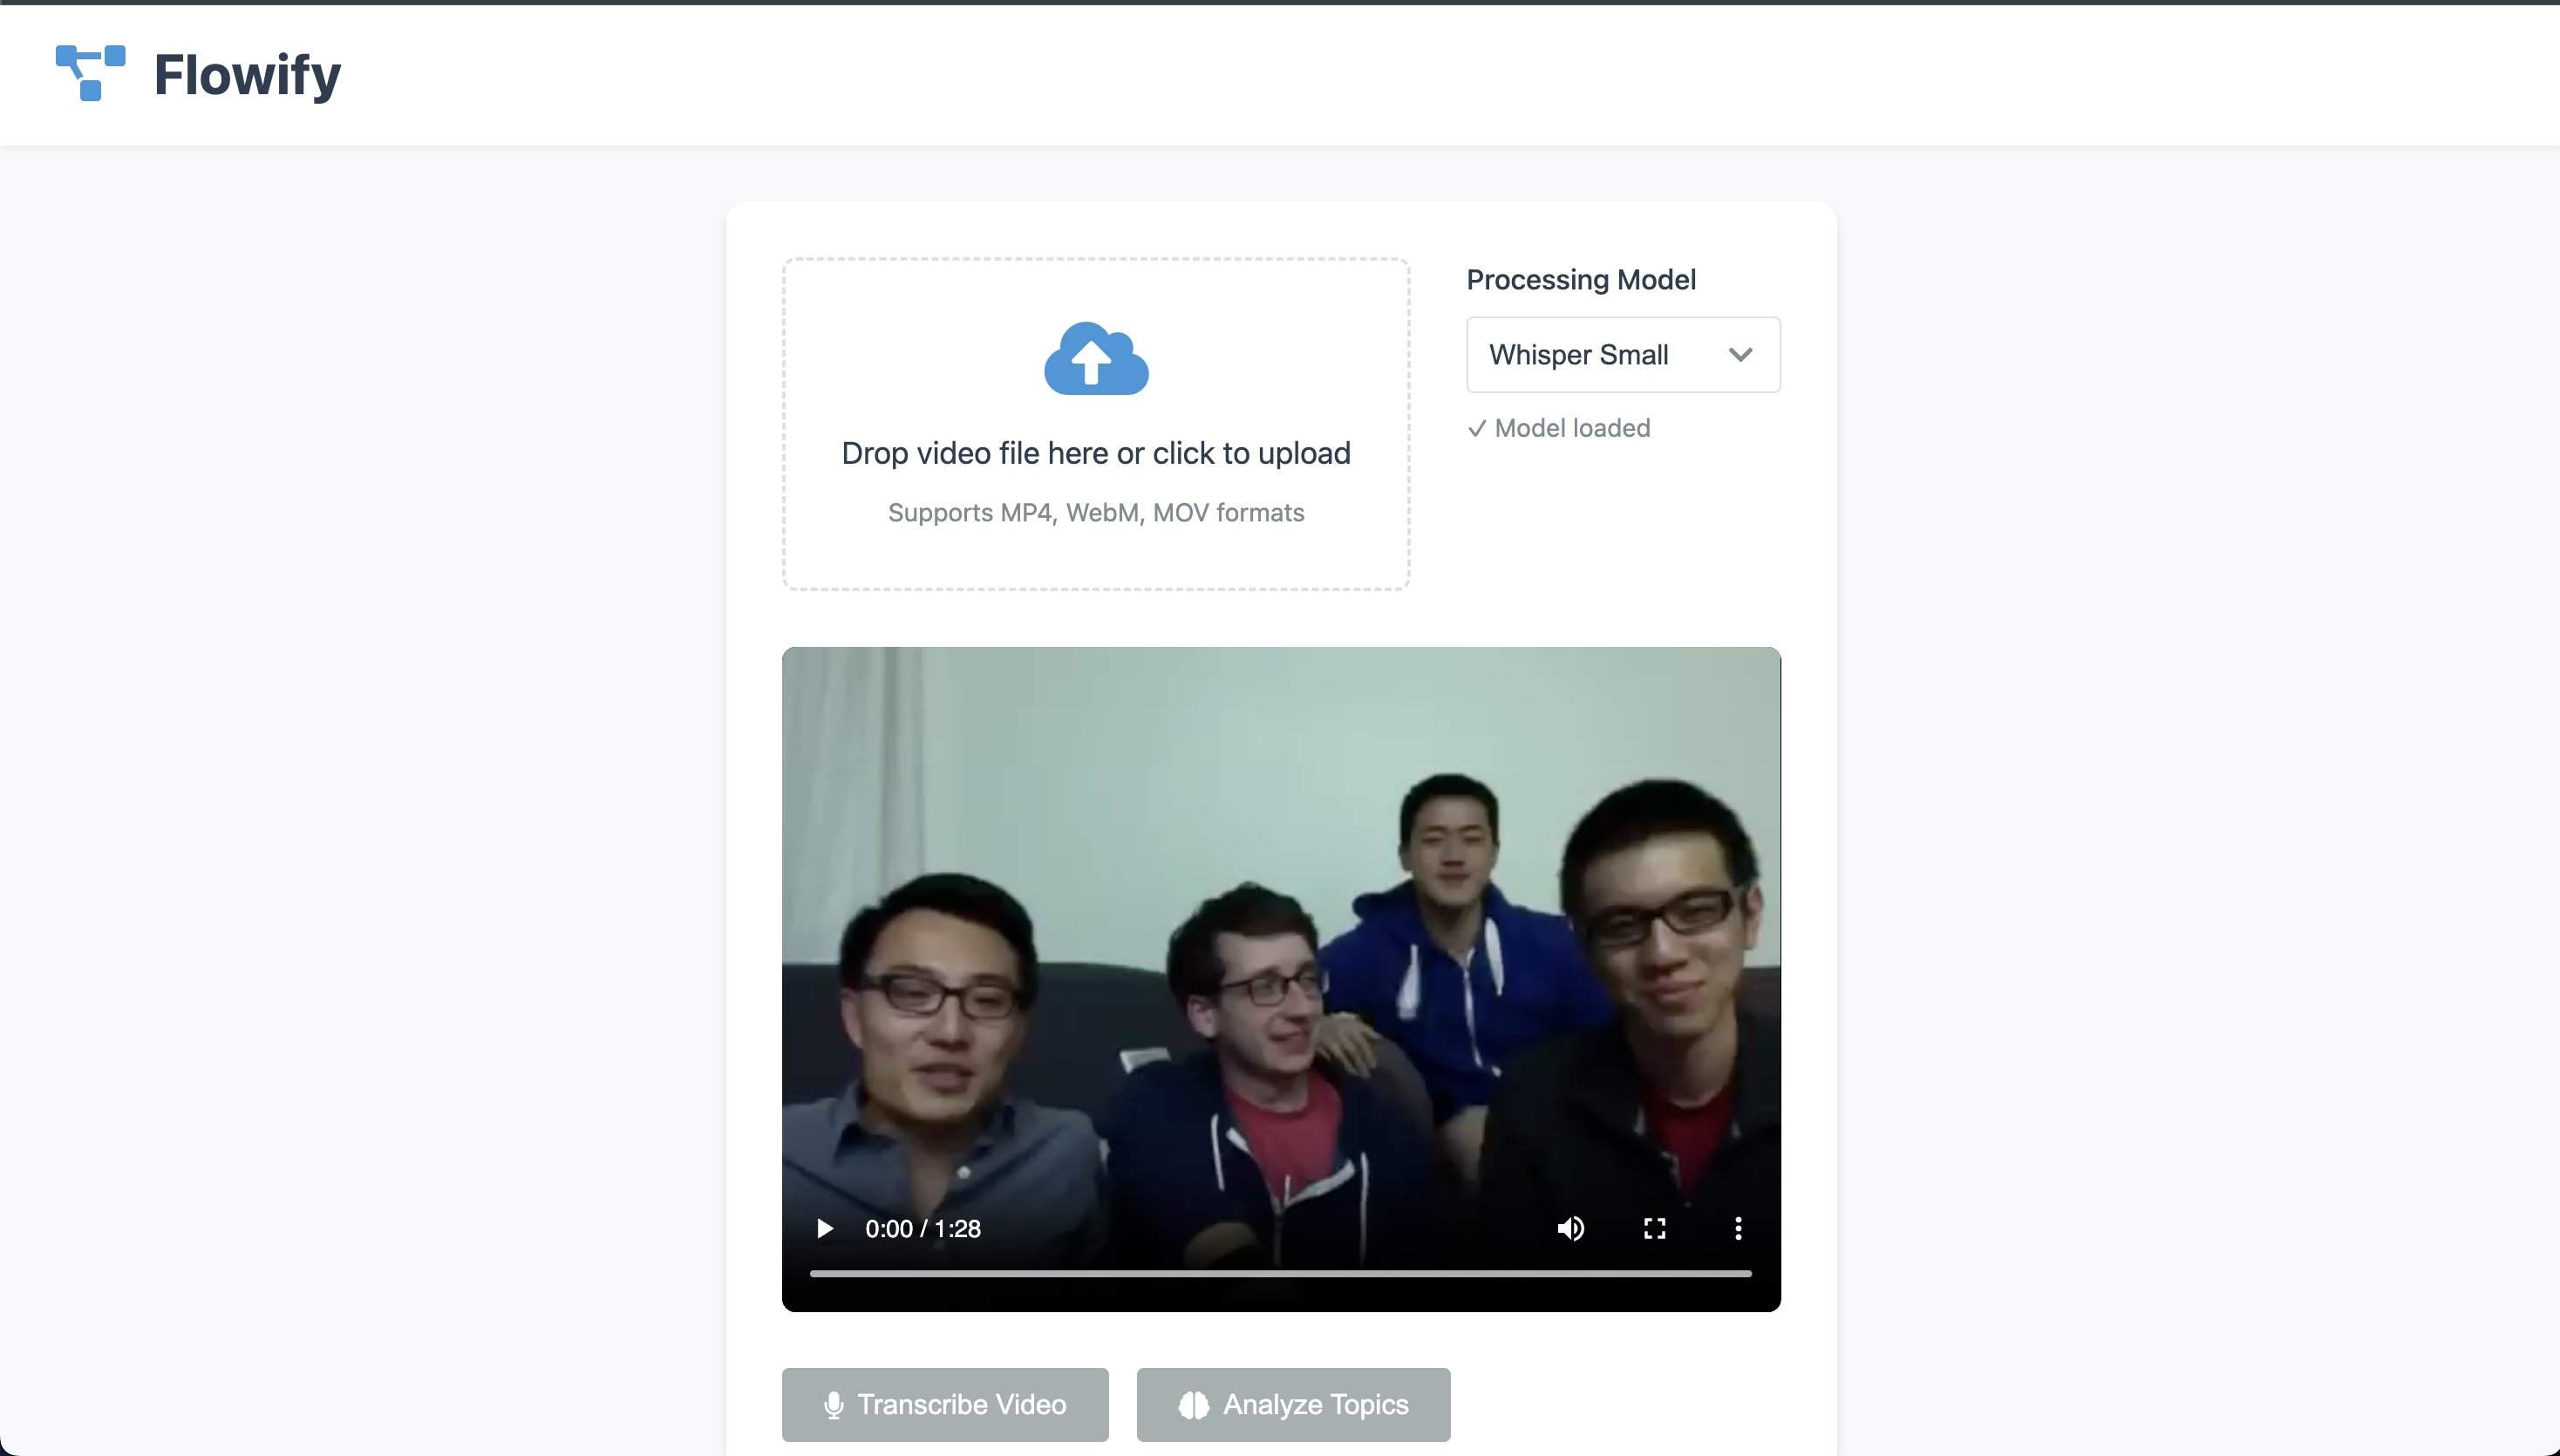 Flowify
Drop video file here or click to upload
Supports MP4, WebM, MOV formats
Processing Model
Whisper Small
✓ Model loaded
0:00 / 1:28
Transcribe Video
Analyze Topics